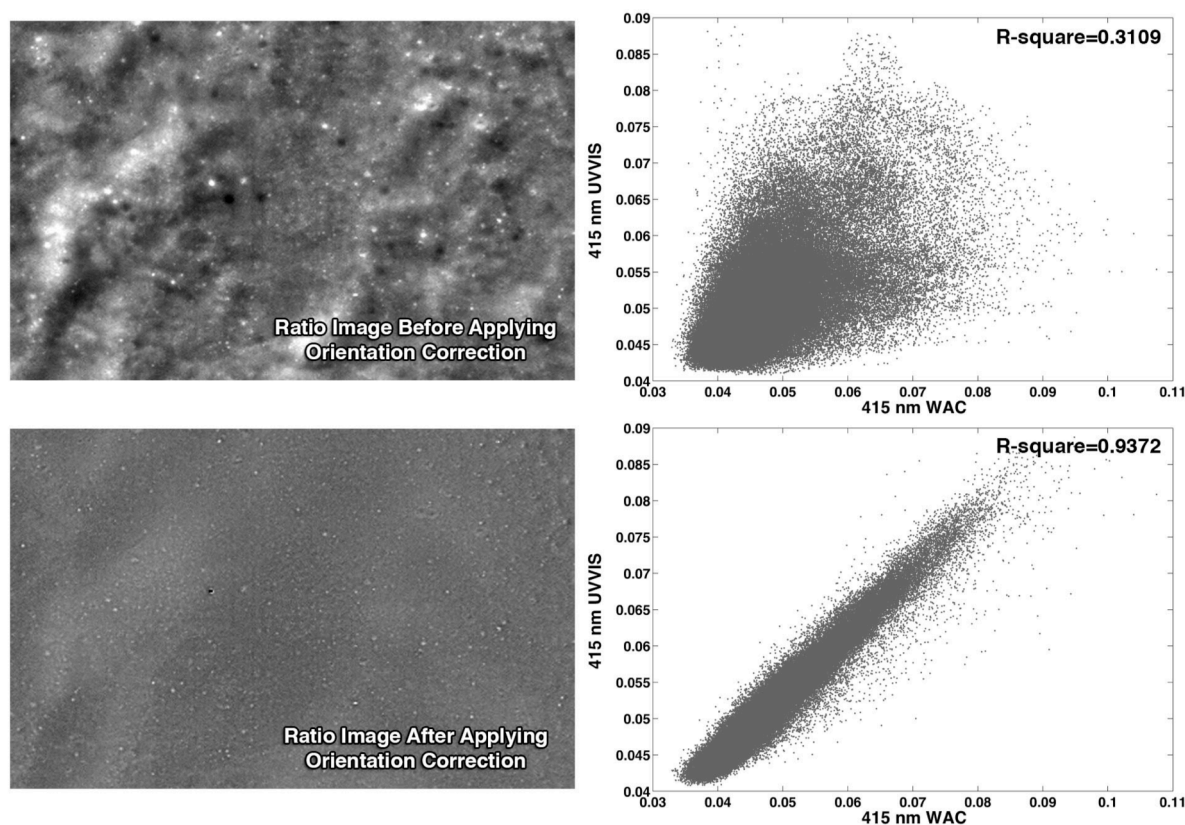 Ratio Image Before Applying
Orientation Correction
R-square=0.3109
0.09
0.085
0.08
0.075
0.07
0.065
0.06
0.055
0.05
0.045
0.04
415 nm UVVIS
0.03 0.04 0.05 0.06 0.07 0.08 0.09 0.1 0.11
415 nm WAC
Ratio Image After Applying
Orientation Correction
R-square=0.9372
0.09
0.085
0.08
0.075
0.07
0.065
0.06
0.055
0.05
0.045
0.04
415 nm UVVIS
0.03 0.04 0.05 0.06 0.07 0.08 0.09 0.1 0.11
415 nm WAC